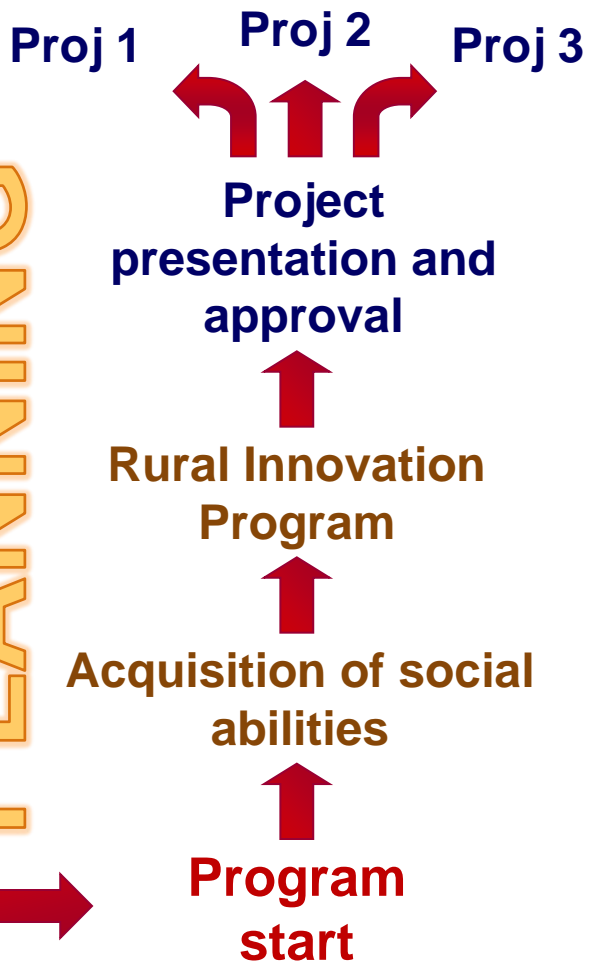 Proj 1
Proj 2
Proj 3
Project
presentation and
approval
Rural Innovation
Program
Acquisition of social
abilities
Program
start